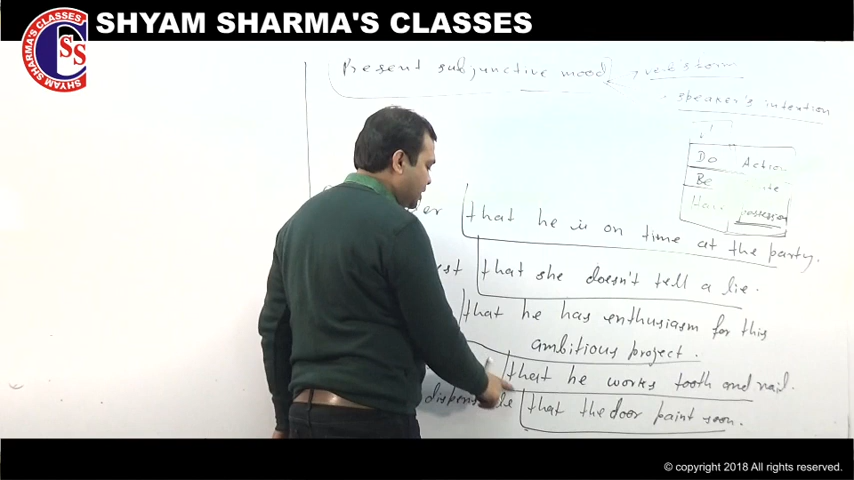 SHYAM SHARMA'S CLASSES
SHYAM SHARMA'S CLASSES
SS
Present subjunctive mood
speaker's intention
Do Action
Be
possession
that he is on time at the party.
that she doesn't tell a lie.
that he has enthusiasm for this
ambitious project.
that he works tooth and nail.
that the door paint soon.
© copyright 2018 All rights reserved.